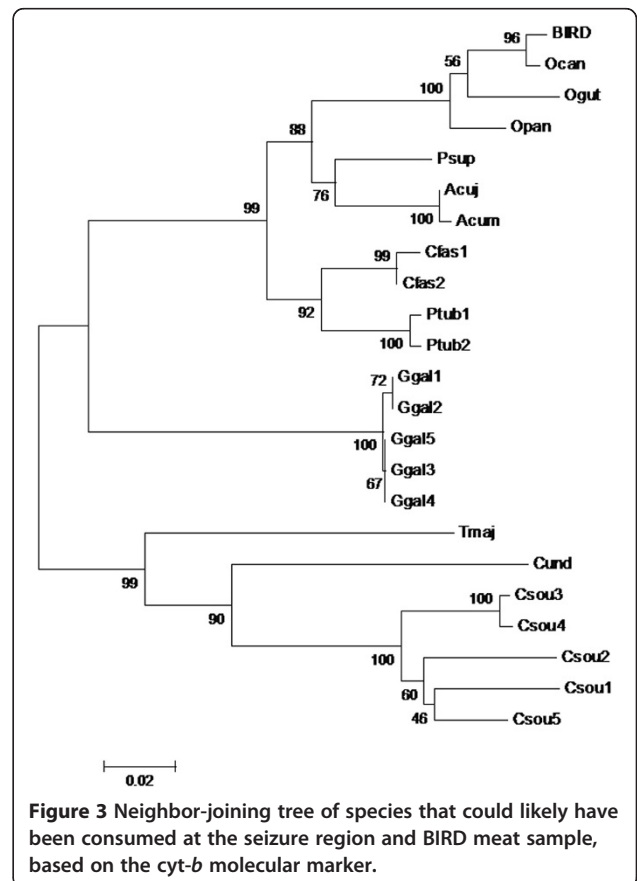 96
BIRD
Ocan
56
Ogut
100
Opan
88
Psup
76
Acuj
100
Acum
99
99
Cfas1
Cfas2
92
Ptub1
100
Ptub2
72
Ggal1
Ggal2
100
Ggal5
Ggal3
67
Ggal4
Tmaj
99
Cund
90
100
Csou3
Csou4
100
Csou2
60
Csou1
46
Csou5
0.02
Figure 3 Neighbor-joining tree of species that could likely have
been consumed at the seizure region and BIRD meat sample,
based on the cyt-b molecular marker.